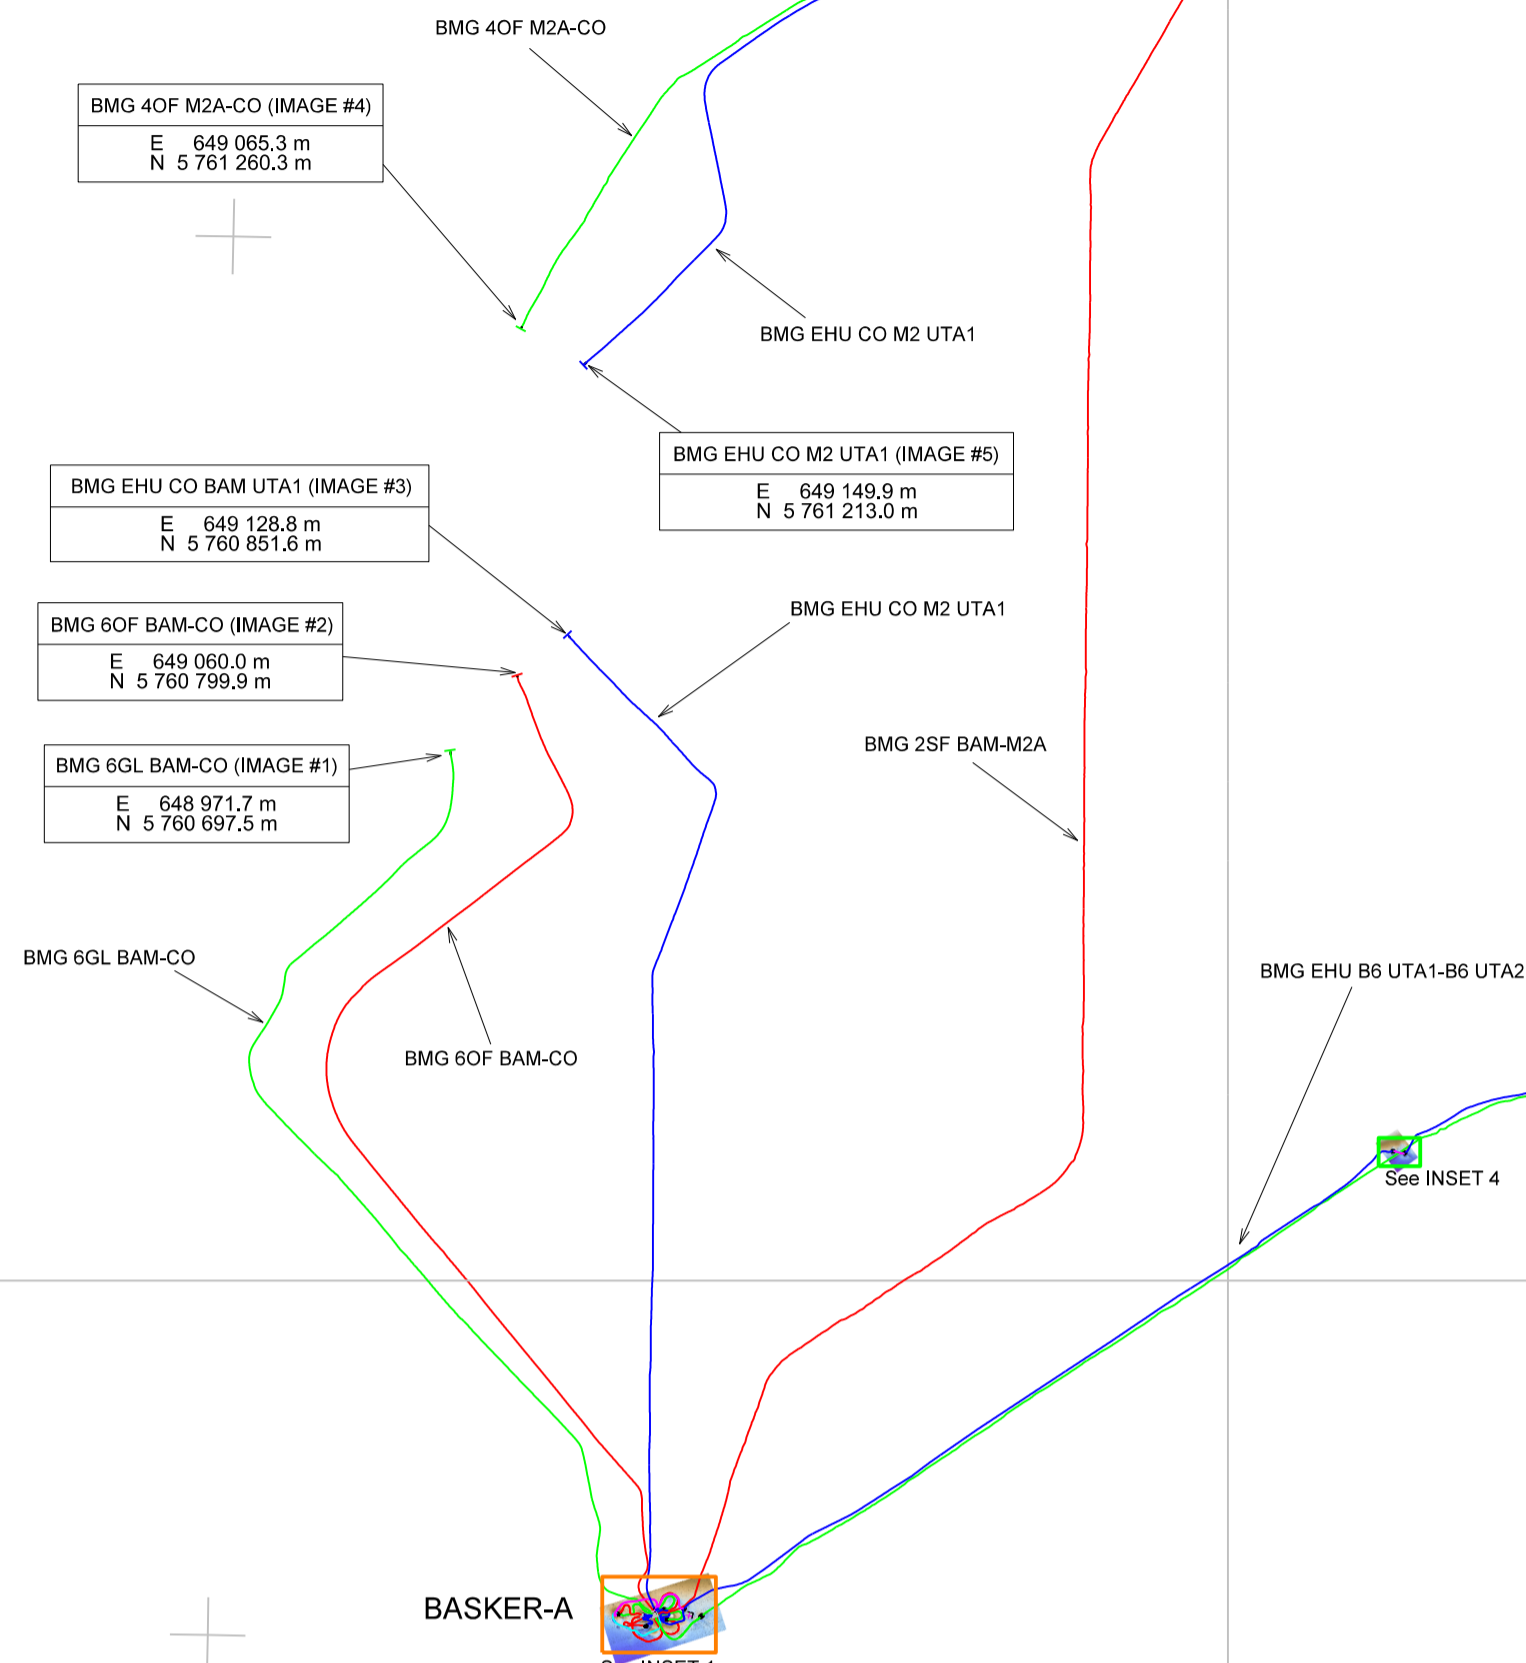 BMG 4OF M2A-CO
BMG 4OF M2A-CO (IMAGE #4)
E 649 065.3 m
N 5 761 260.3 m
BMG EHU CO M2 UTA1
BMG EHU CO M2 UTA1 (IMAGE #5)
E 649 149.9 m
N 5 761 213.0 m
BMG EHU CO BAM UTA1 (IMAGE #3)
E 649 128.8 m
N 5 760 851.6 m
BMG EHU CO M2 UTA1
BMG 6OF BAM-CO (IMAGE #2)
E 649 060.0 m
N 5 760 799.9 m
BMG 2SF BAM-M2A
BMG 6GL BAM-CO (IMAGE #1)
E 648 971.7 m
N 5 760 697.5 m
BMG 6GL BAM-CO
BMG EHU B6 UTA1-B6 UTA2
BMG 6OF BAM-CO
See INSET 4
BASKER-A
See INSET 1